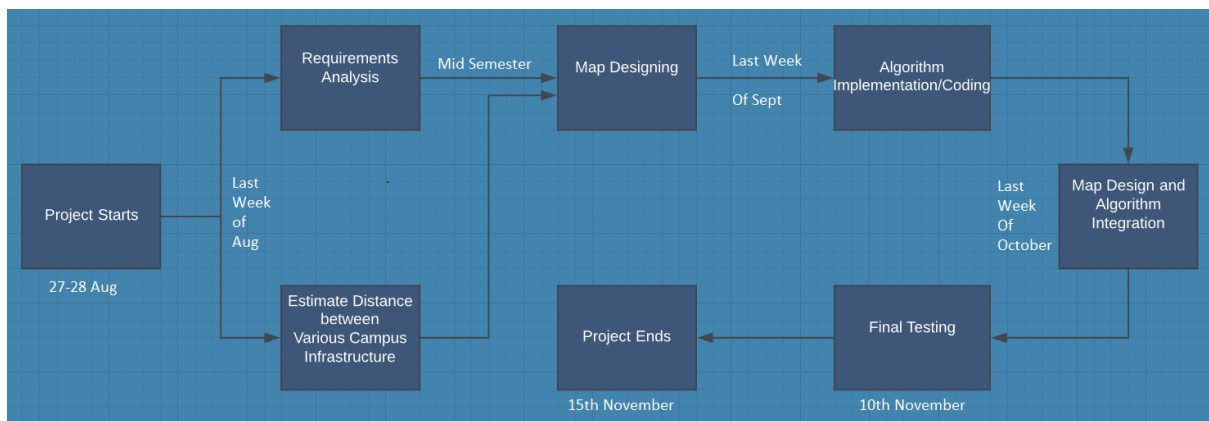 Requirements
Analysis
Mid Semester
Map Designing
Last Week
Of Sept
Algorithm
Implementation/Coding
Project Starts
27-28 Aug
Last
Week
of
Aug
Last
Week
Of
October
Map Design and
Algorithm
Integration
Estimate Distance
between
Various Campus
Infrastructure
Project Ends
15th November
Final Testing
10th November